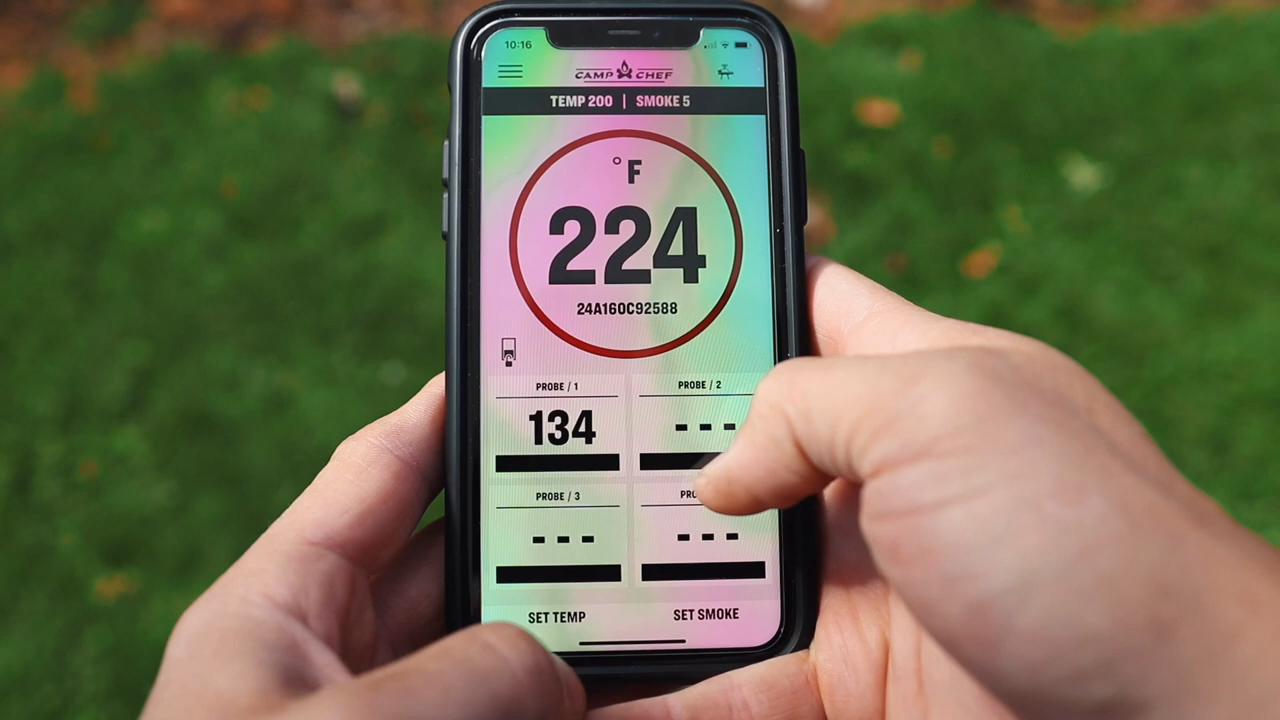 10:16
CAMP CHEF
TEMP 200 | SMOKE 5
°F
224
24A160C92588
PROBE / 1
PROBE / 2
134
- - -
PROBE / 3
- - -
- - -
SET TEMP
SET SMOKE